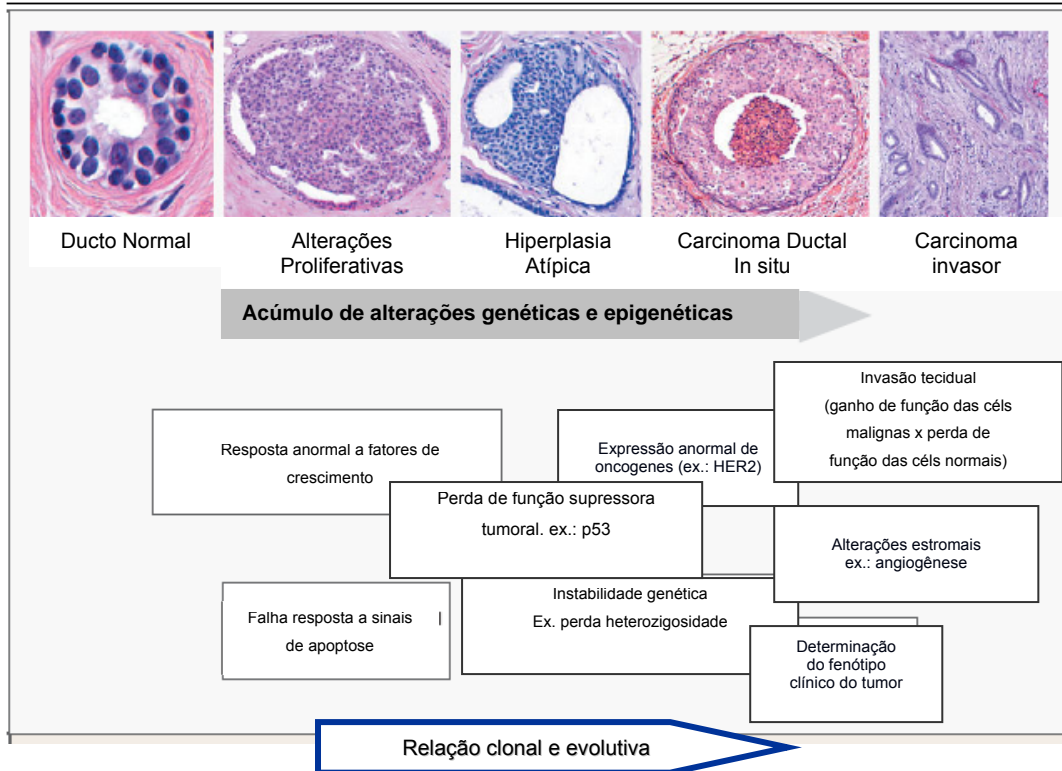 Ducto Normal
Alterações
Proliferativas
Hiperplasia
Atípica
Carcinoma Ductal
In situ
Carcinoma
invasor
Acúmulo de alterações genéticas e epigenéticas
Resposta anormal a fatores de
crescimento
Expressão anormal de
oncogenes (ex.: HER2)
Invasão tecidual
(ganho de função das céls
malignas x perda de
função das céls normais)
Perda de função supressora
tumoral. ex.: p53
Alterações estromais
ex.: angiogênese
Falha resposta a sinais
de apoptose
Instabilidade genética
Ex. perda heterozigosidade
Determinação
do fenótipo
clínico do tumor
Relação clonal e evolutiva